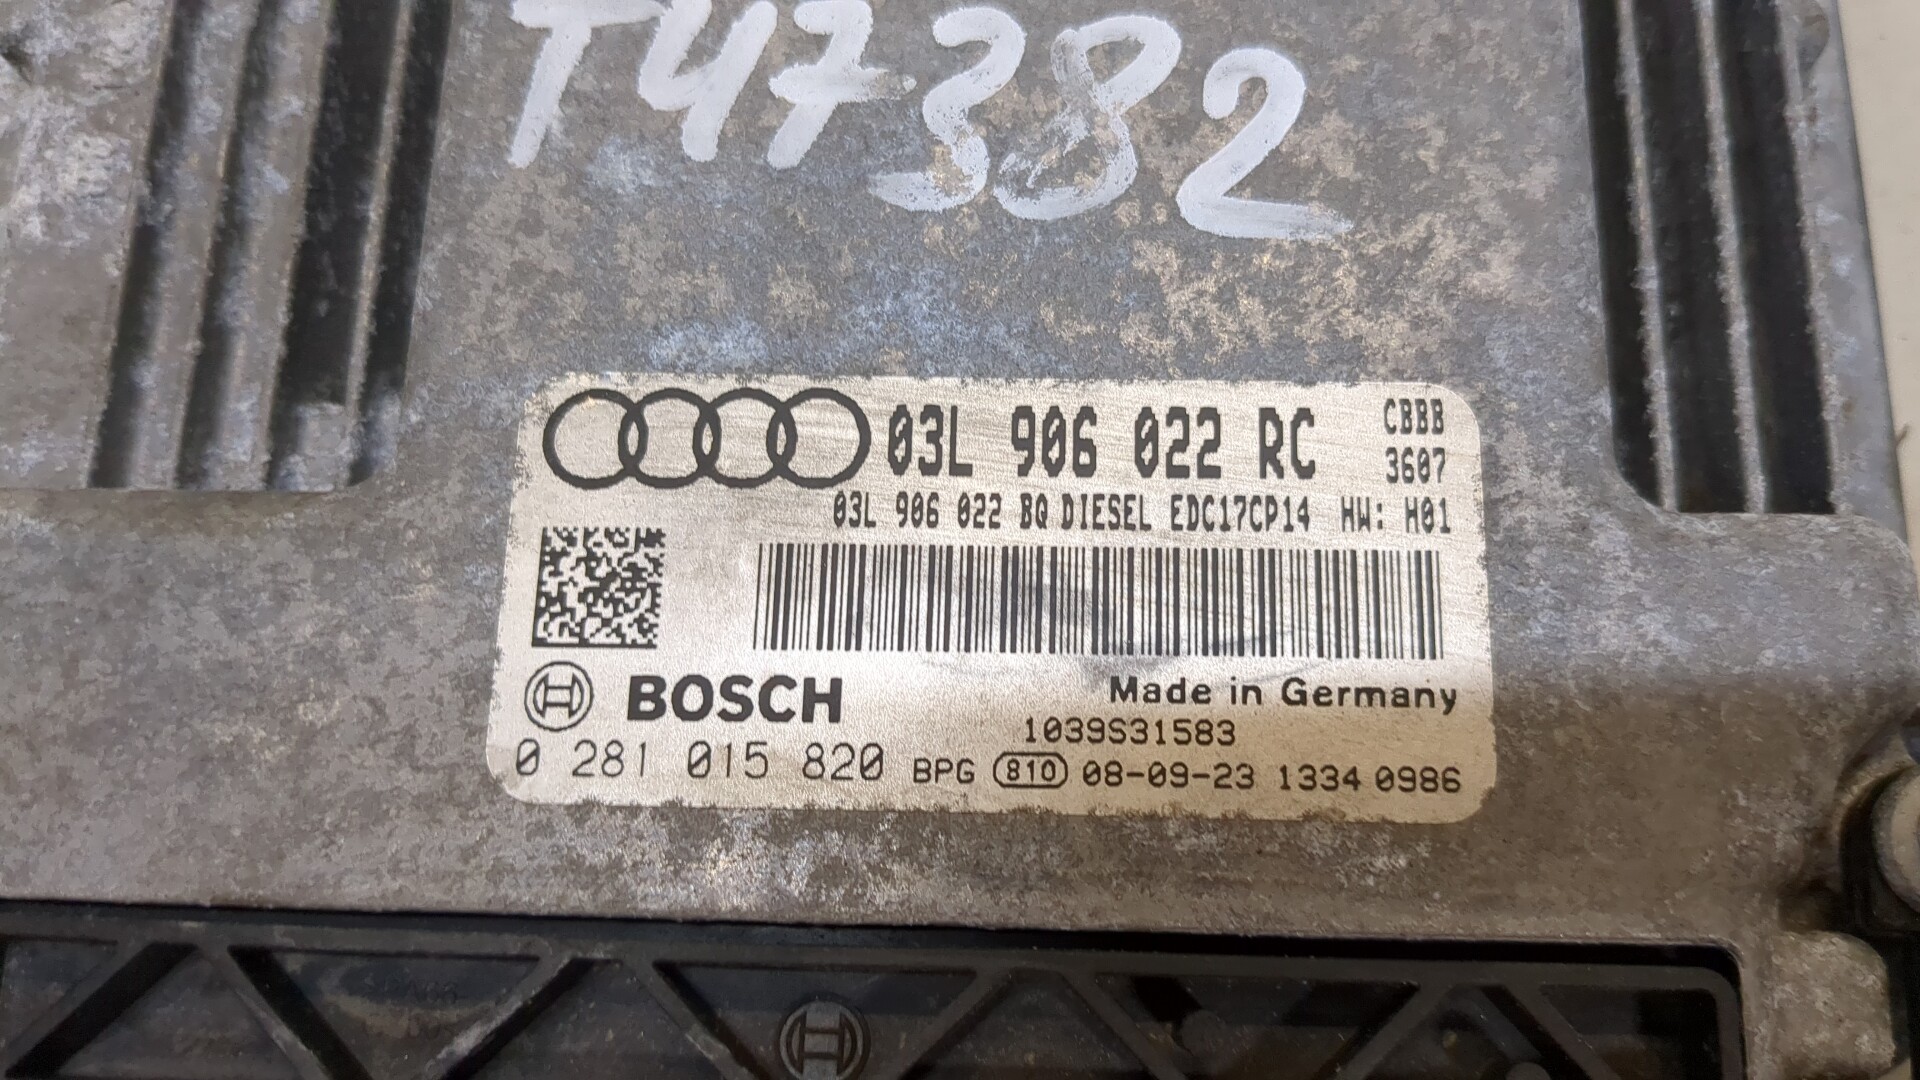 T47382
03L 906 022 RC
CBBB
3607
03L 906 022 BQ DIESEL EDC17CP14 HW: H01
BOSCH
Made in Germany
1039S31583
0 281 015 820 BPG 810 08-09-23 1334 0986